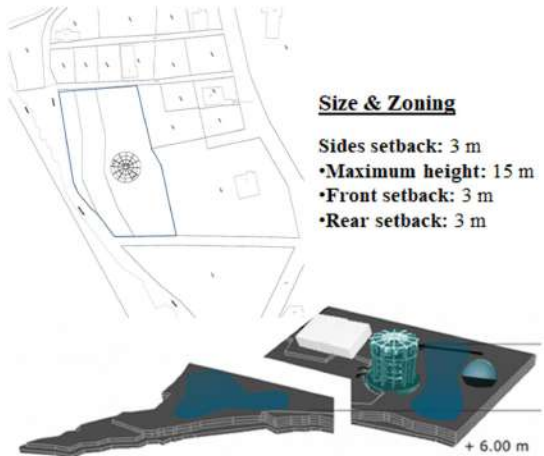 Size & Zoning
Sides setback: 3 m
•Maximum height: 15 m
•Front setback: 3 m
•Rear setback: 3 m
+ 6.00 m